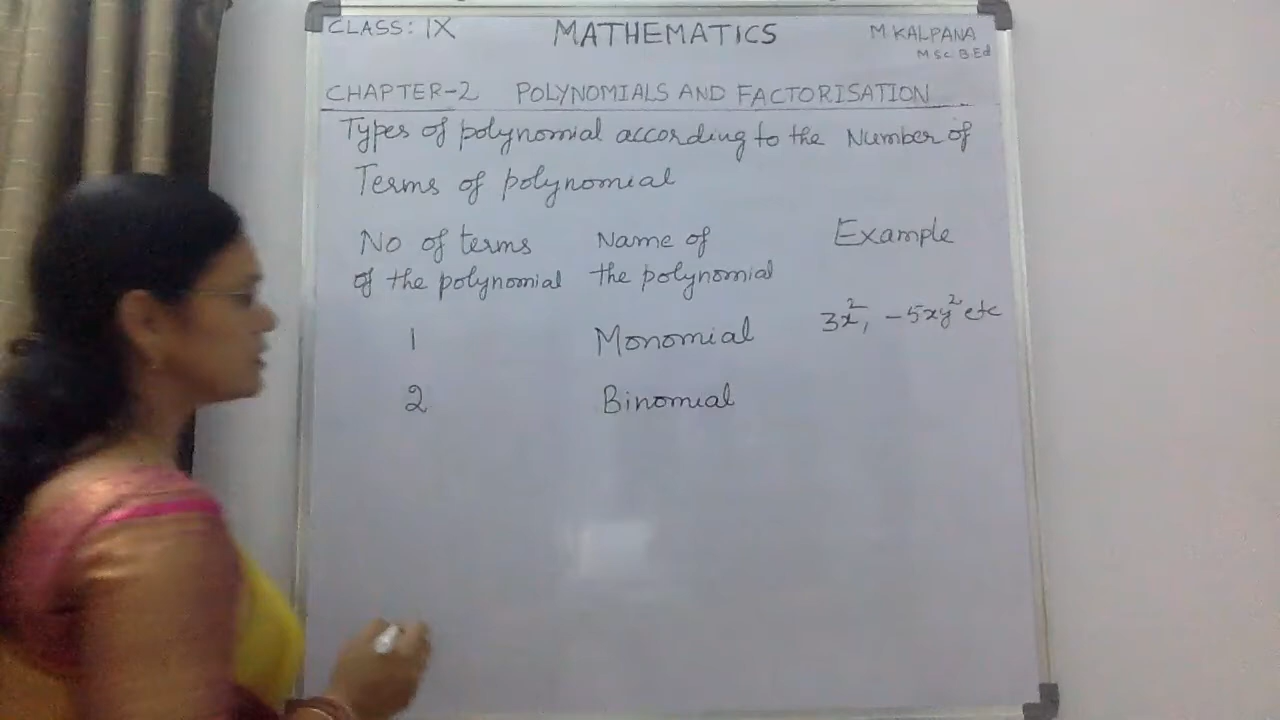 CLASS: IX MATHEMATICS M KALPANA
MSc B.Ed
CHAPTER-2 POLYNOMIALS AND FACTORISATION
Types of polynomial according to the Number of
Terms of polynomial
No of terms Name of Example
of the polynomial the polynomial
1 Monomial 3x², -5xy² etc
2 Binomial